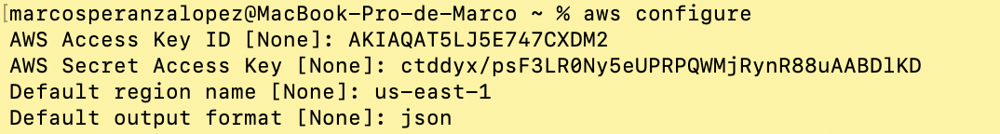 [marcosperanzalopez@MacBook-Pro-de-Marco ~ % aws configure
AWS Access Key ID [None]: AKIAQAT5LJ5E747CXDM2
AWS Secret Access Key [None]: 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
Default region name [None]: us-east-1
Default output format [None]: json